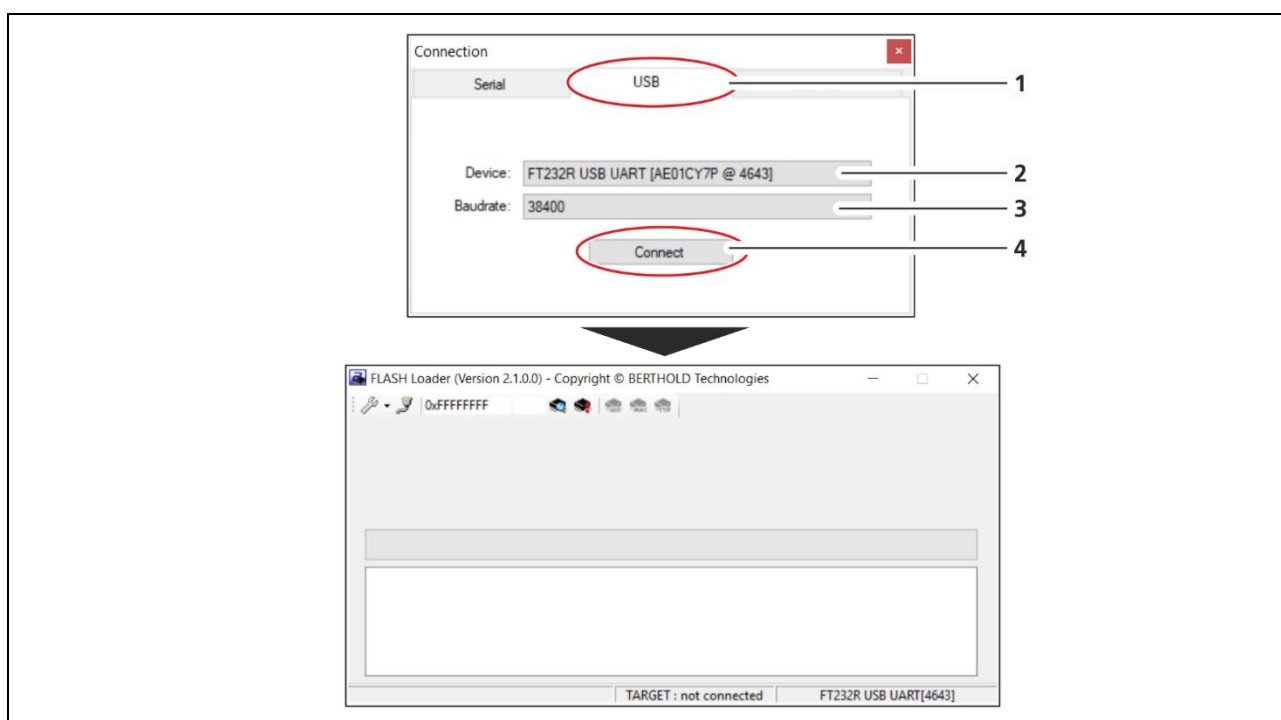 Connection
Serial
USB
1
Device: FT232R USB UART [AE01CY7P @ 4643]
2
Baudrate: 38400
3
Connect
4
FLASH Loader (Version 2.1.0.0) - Copyright © BERTHOLD Technologies
0xFFFFFFFF
TARGET : not connected
FT232R USB UART[4643]